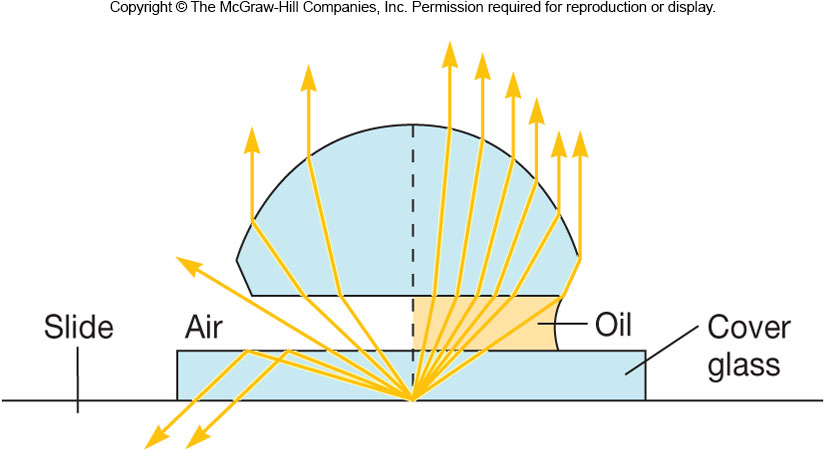 Copyright © The McGraw-Hill Companies, Inc. Permission required for reproduction or display.
Slide
Air
Oil
Cover
glass